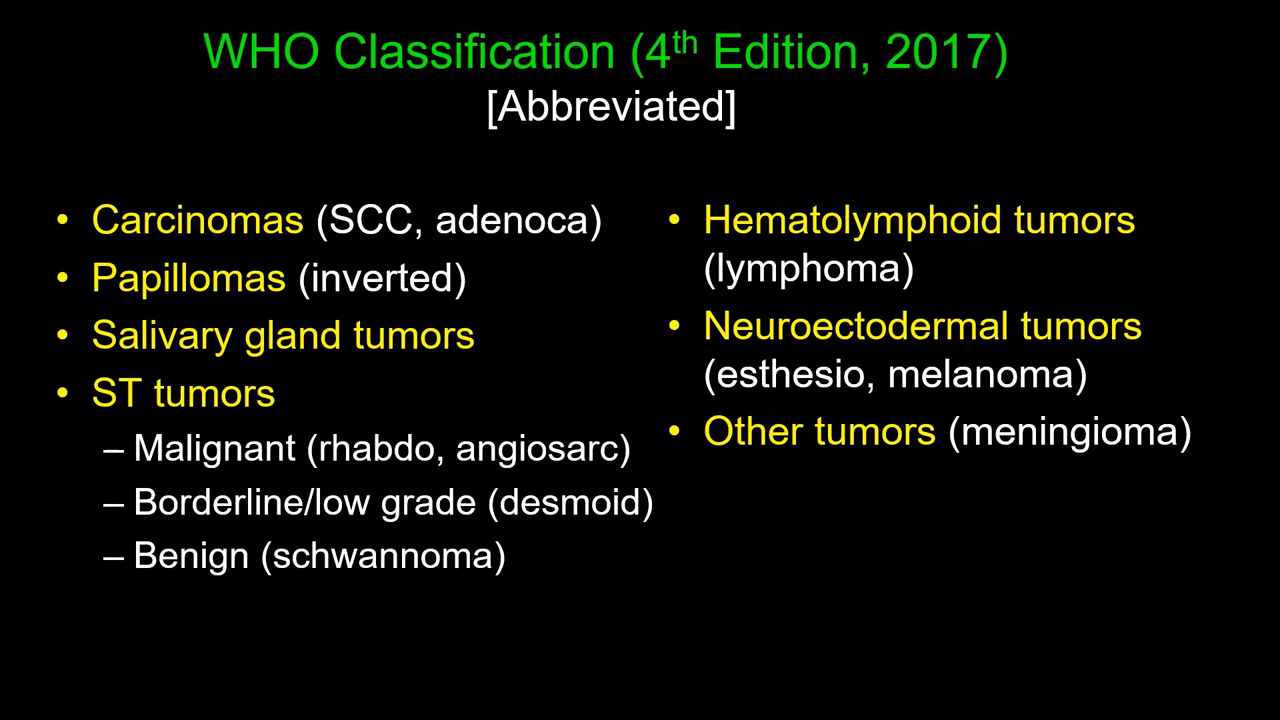 WHO Classification (4th Edition, 2017)
[Abbreviated]
• Carcinomas (SCC, adenoca)
• Papillomas (inverted)
• Salivary gland tumors
• ST tumors
– Malignant (rhabdo, angiosarc)
– Borderline/low grade (desmoid)
– Benign (schwannoma)
• Hematolymphoid tumors
(lymphoma)
• Neuroectodermal tumors
(esthesio, melanoma)
• Other tumors (meningioma)